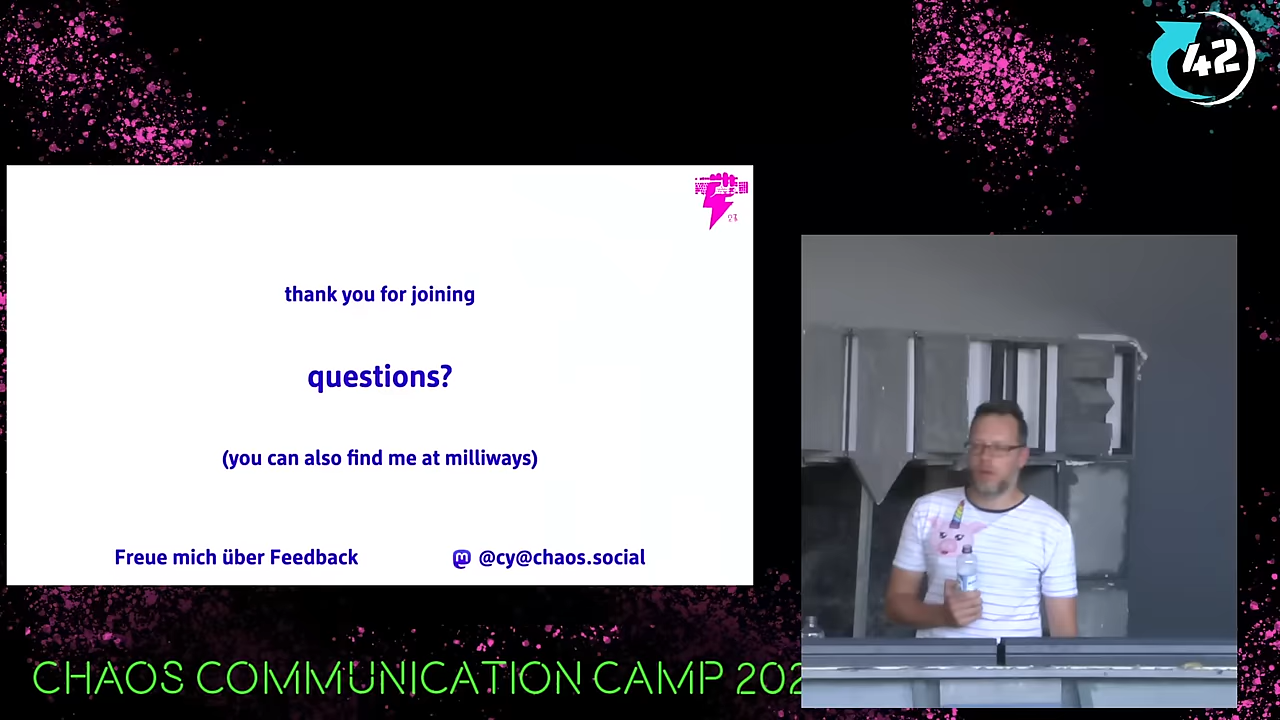 42
thank you for joining
questions?
(you can also find me at milliways)
Freue mich über Feedback
@cy@chaos.social
CHAOS COMMUNICATION CAMP 202